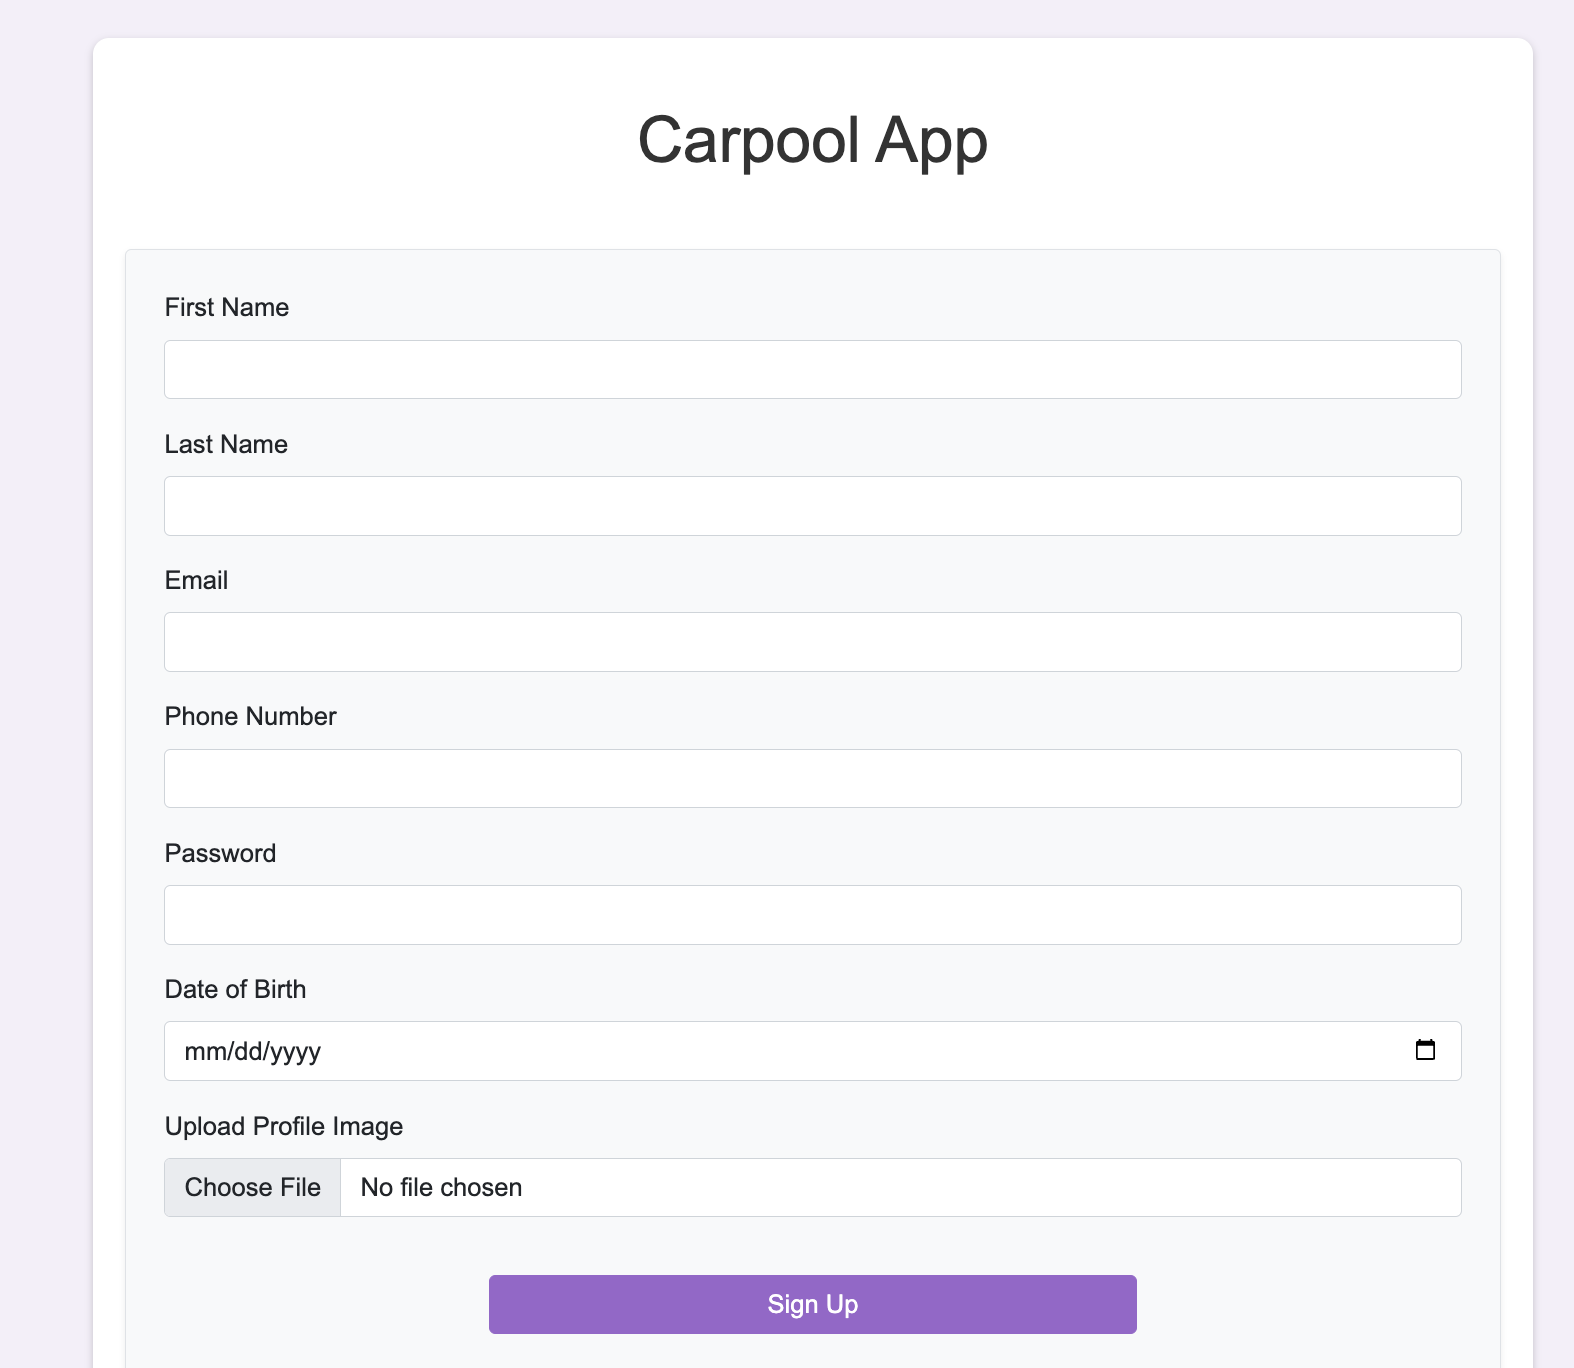 Carpool App
First Name
Last Name
Email
Phone Number
Password
Date of Birth
mm/dd/yyyy
Upload Profile Image
Choose File No file chosen
Sign Up